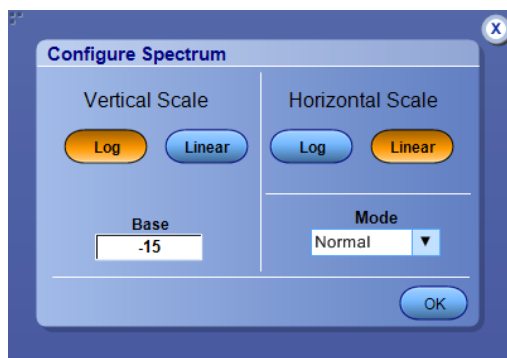 X
Configure Spectrum
Vertical Scale
Horizontal Scale
Log
Linear
Log
Linear
Base
-15
Mode
Normal
OK